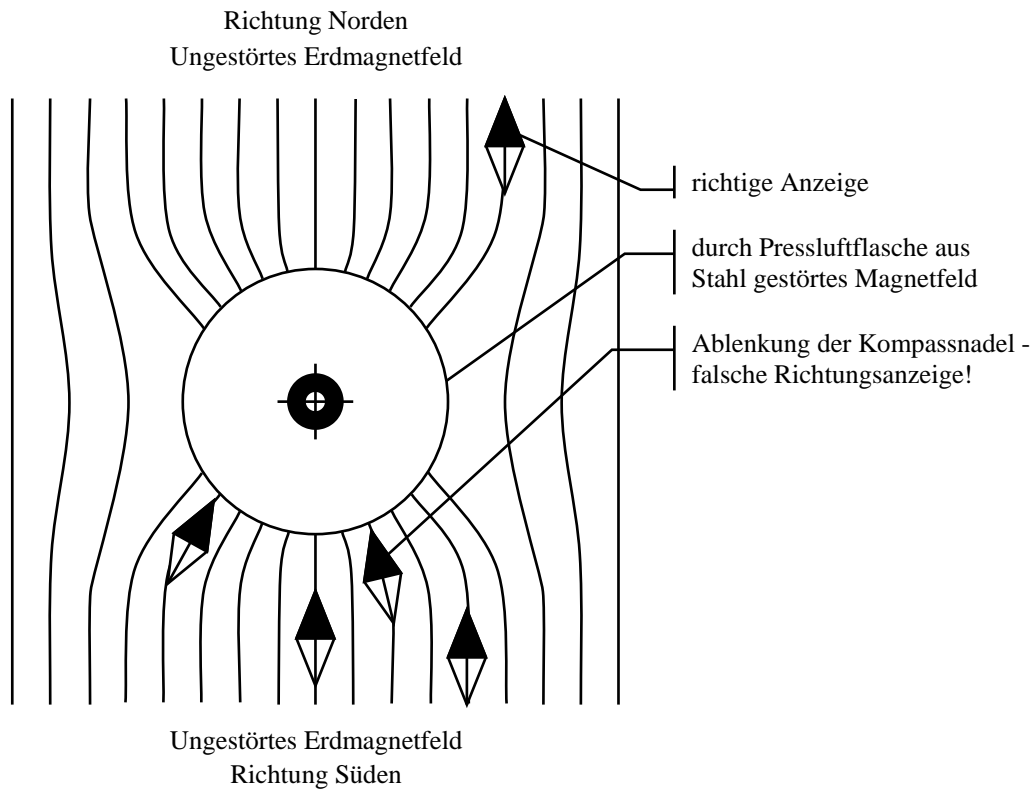 Richtung Norden
Ungestörtes Erdmagnetfeld
richtige Anzeige
durch Pressluftflasche aus
Stahl gestörtes Magnetfeld
Ablenkung der Kompassnadel -
falsche Richtungsanzeige!
Ungestörtes Erdmagnetfeld
Richtung Süden